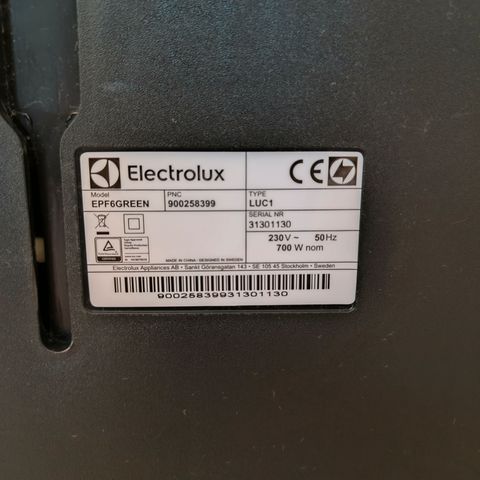 Electrolux
CE
Model
EPF6GREEN
PNC
900258399
TYPE
LUC1
SERIAL NR
31301130
230V ~ 50Hz
700 W nom
MADE IN CHINA / DESIGNED IN SWEDEN
Electrolux Appliances AB • Sankt Göransgatan 143 • SE 105 45 Stockholm • Sweden
90025839931301130